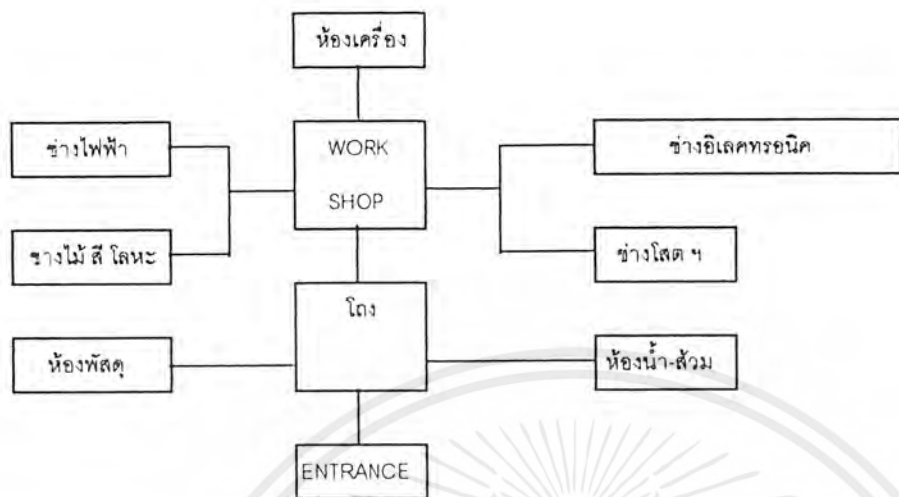 ห้องเครื่อง
ช่างไฟฟ้า
WORK
SHOP
ช่างอิเลคทรอนิค
ชางไม้ สี โลหะ
ช่างโสต ฯ
โถง
ห้องพัสดุ
ห้องน้ำ-ส้วม
ENTRANCE